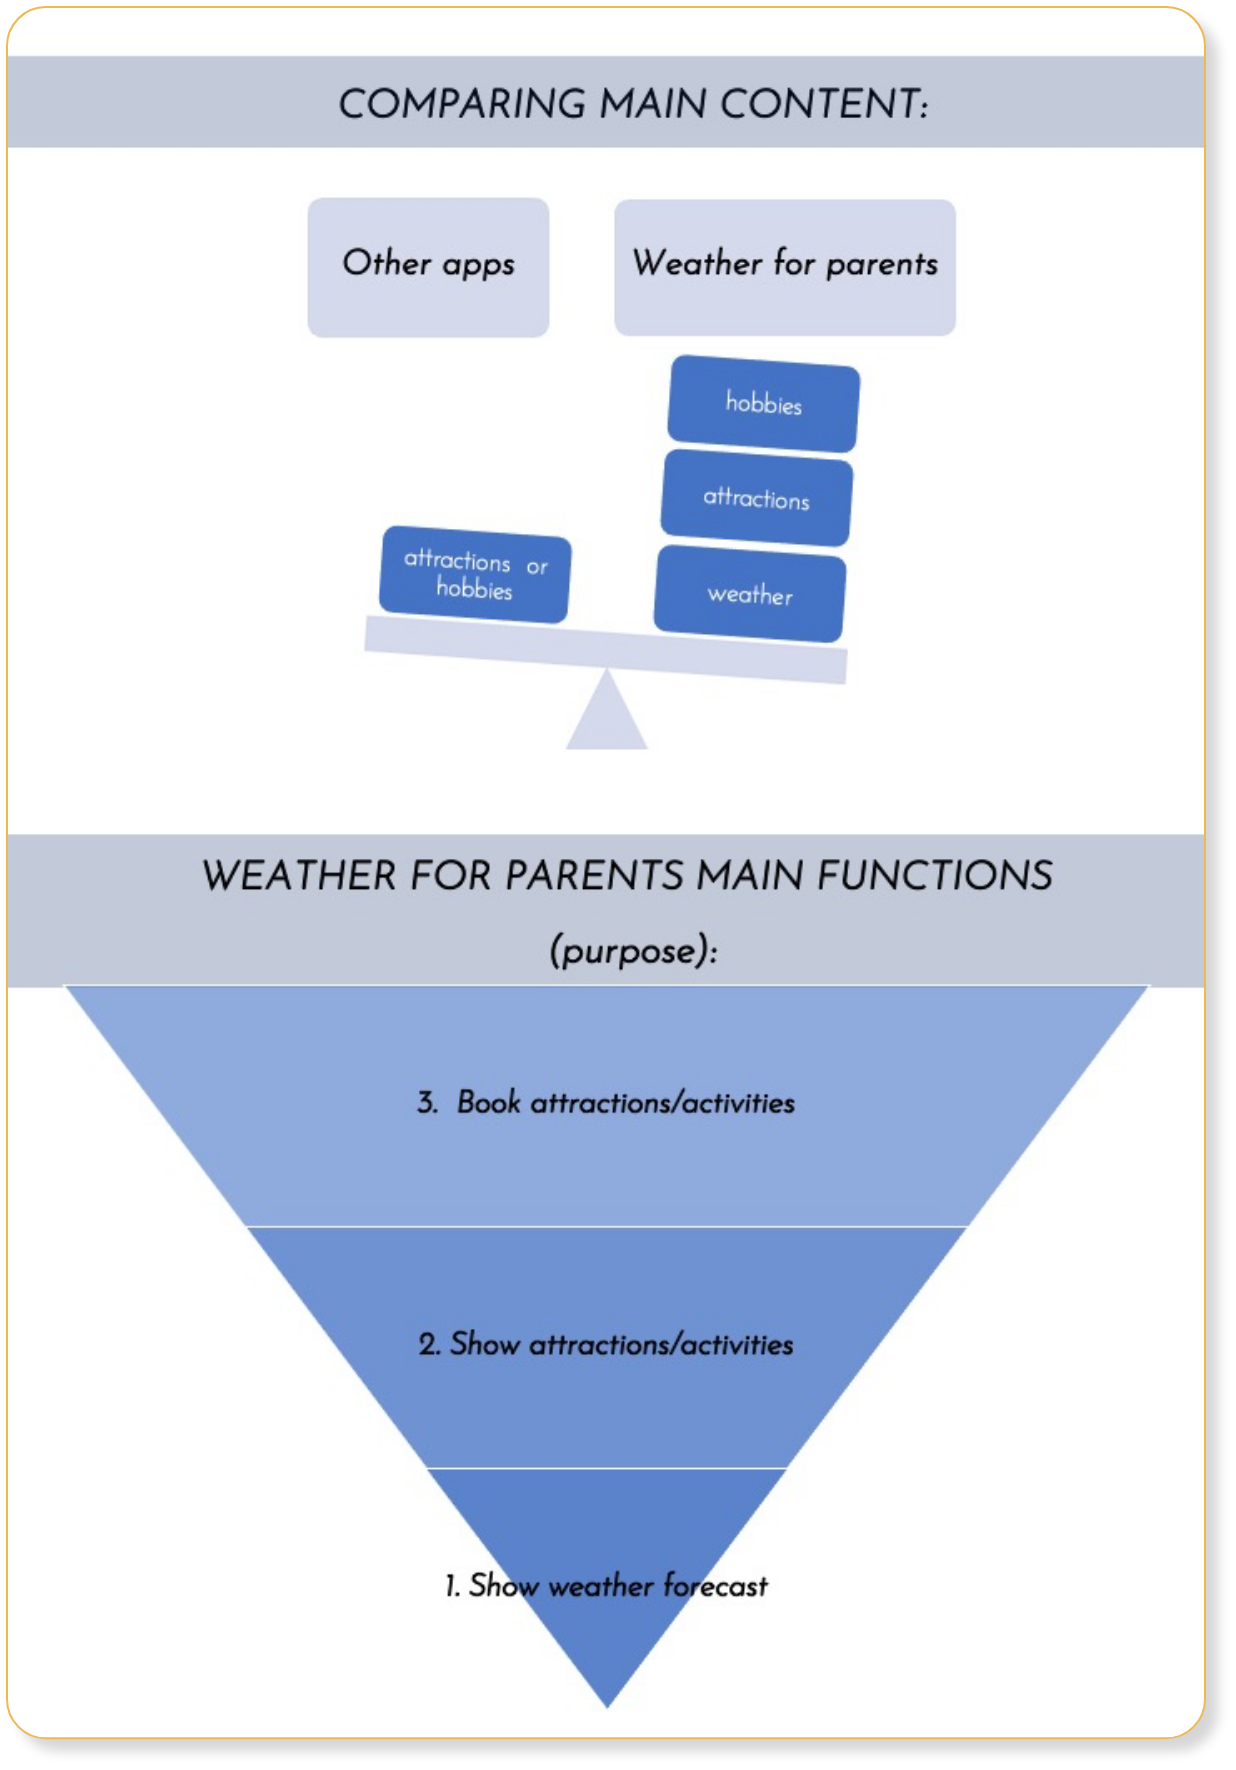 COMPARING MAIN CONTENT:
Other apps
Weather for parents
hobbies
attractions
attractions or
hobbies
weather
WEATHER FOR PARENTS MAIN FUNCTIONS
(purpose):
3. Book attractions/activities
2. Show attractions/activities
1. Show weather forecast